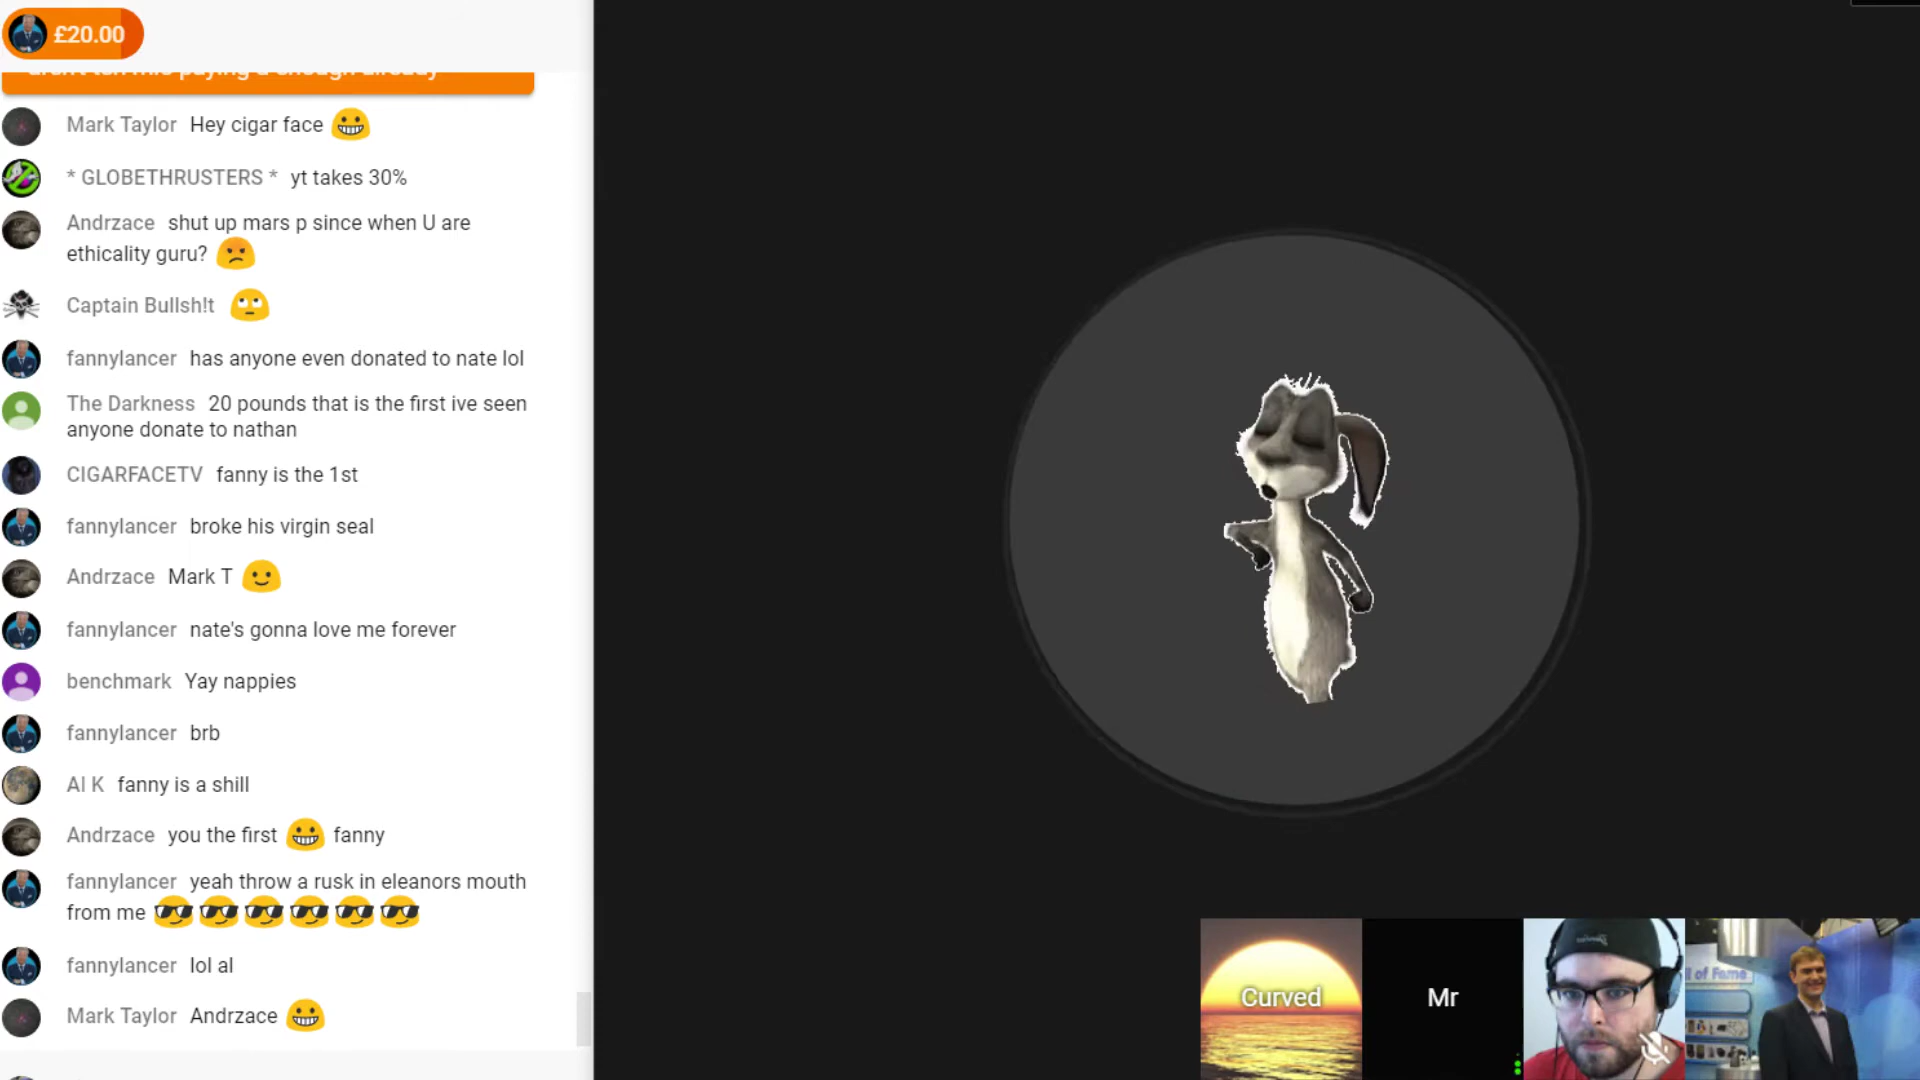 £20.00
Mark Taylor Hey cigar face
* GLOBETHRUSTERS * yt takes 30%
Andrzace shut up mars p since when U are
ethicality guru?
Captain Bullsh!t
fannylancer has anyone even donated to nate lol
The Darkness 20 pounds that is the first ive seen
anyone donate to nathan
CIGARFACETV fanny is the 1st
fannylancer broke his virgin seal
Andrzace Mark T
fannylancer nate's gonna love me forever
benchmark Yay nappies
fannylancer brb
Al K fanny is a shill
Andrzace you the first fanny
fannylancer yeah throw a rusk in eleanors mouth
from me
fannylancer lol al
Mark Taylor Andrzace
Curved
Mr
of Fame